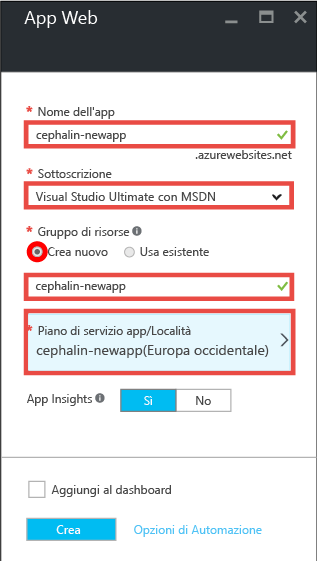 App Web
* Nome dell'app
cephalin-newapp
.azurewebsites.net
* Sottoscrizione
Visual Studio Ultimate con MSDN
* Gruppo di risorse
Crea nuovo Usa esistente
cephalin-newapp
* Piano di servizio app/Località
cephalin-newapp(Europa occidentale)
App Insights Sì No
Aggiungi al dashboard
Crea Opzioni di Automazione